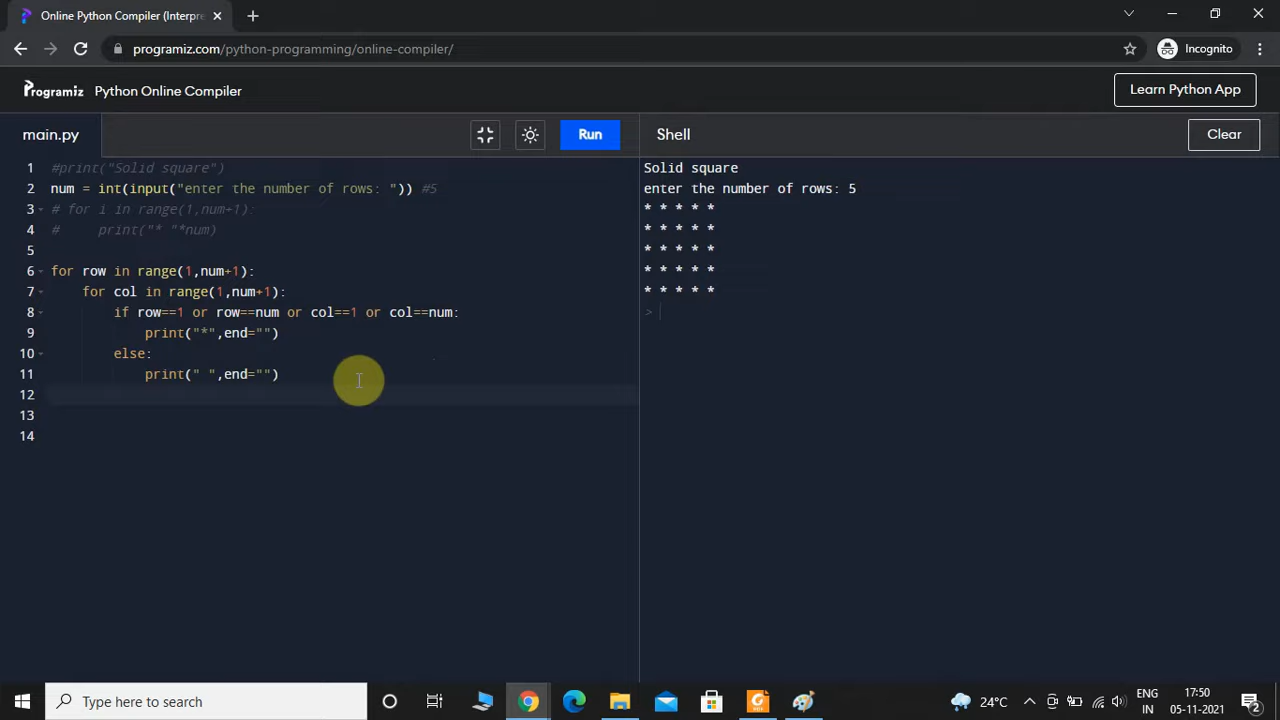 Online Python Compiler (Interpre
programiz.com/python-programming/online-compiler/
Incognito
Programiz Python Online Compiler
Learn Python App
main.py
Run
Shell
Clear
1 #print("Solid square")
2 num = int(input("enter the number of rows: ")) #5
3 # for i in range(1,num+1):
4 #     print("* "*num)
5
6 for row in range(1,num+1):
7     for col in range(1,num+1):
8         if row==1 or row==num or col==1 or col==num:
9             print("*",end="")
10         else:
11             print(" ",end="")
12
13
14
Solid square
enter the number of rows: 5
* * * * *
* * * * *
* * * * *
* * * * *
* * * * *
>
Type here to search
24°C
ENG
IN
17:50
05-11-2021
2